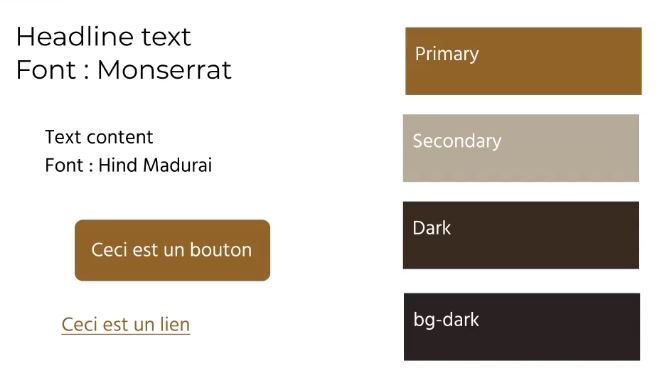 Headline text
Font : Monserrat
Text content
Font : Hind Madurai
Ceci est un bouton
Ceci est un lien
Primary
Secondary
Dark
bg-dark